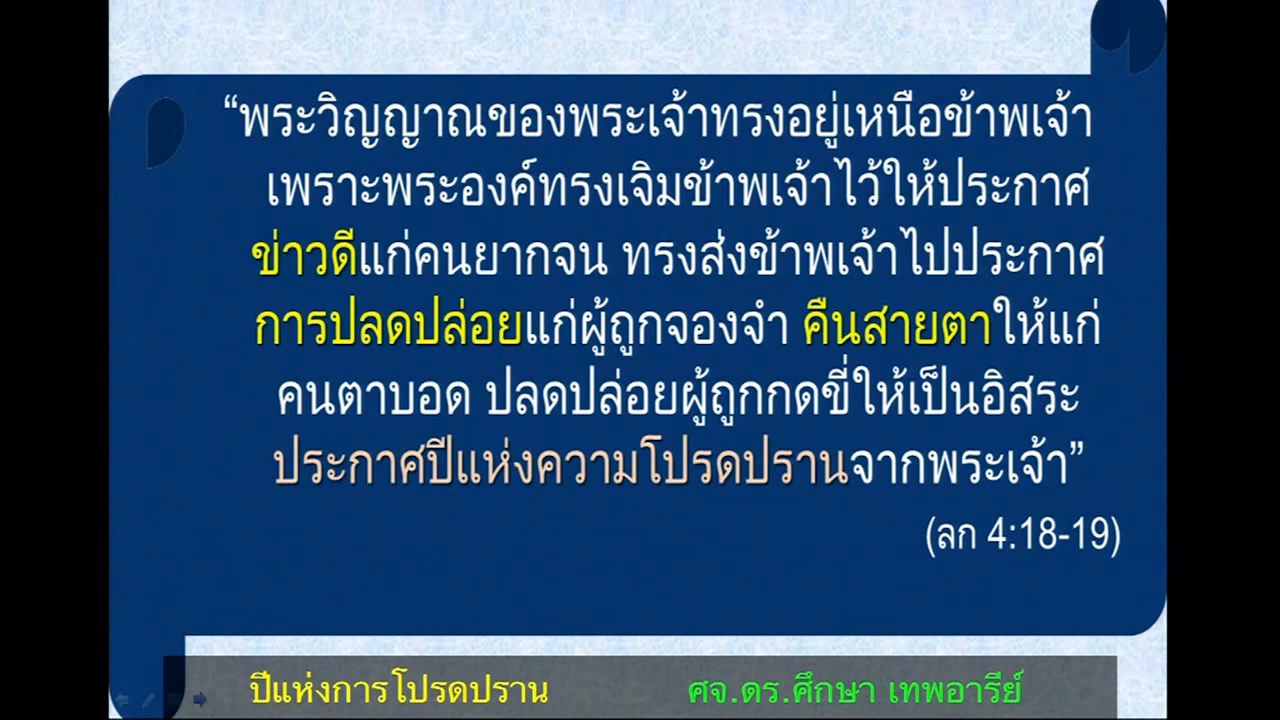 “พระวิญญาณของพระเจ้าทรงอยู่เหนือข้าพเจ้า
เพราะพระองค์ทรงเจิมข้าพเจ้าไว้ให้ประกาศ
ข่าวดีแก่คนยากจน ทรงส่งข้าพเจ้าไปประกาศ
การปลดปล่อยแก่ผู้ถูกจองจำ คืนสายตาให้แก่
คนตาบอด ปลดปล่อยผู้ถูกกดขี่ให้เป็นอิสระ
ประกาศปีแห่งความโปรดปรานจากพระเจ้า”
(ลก 4:18-19)
ปีแห่งการโปรดปราน ศจ.ดร.ศึกษา เทพอารีย์